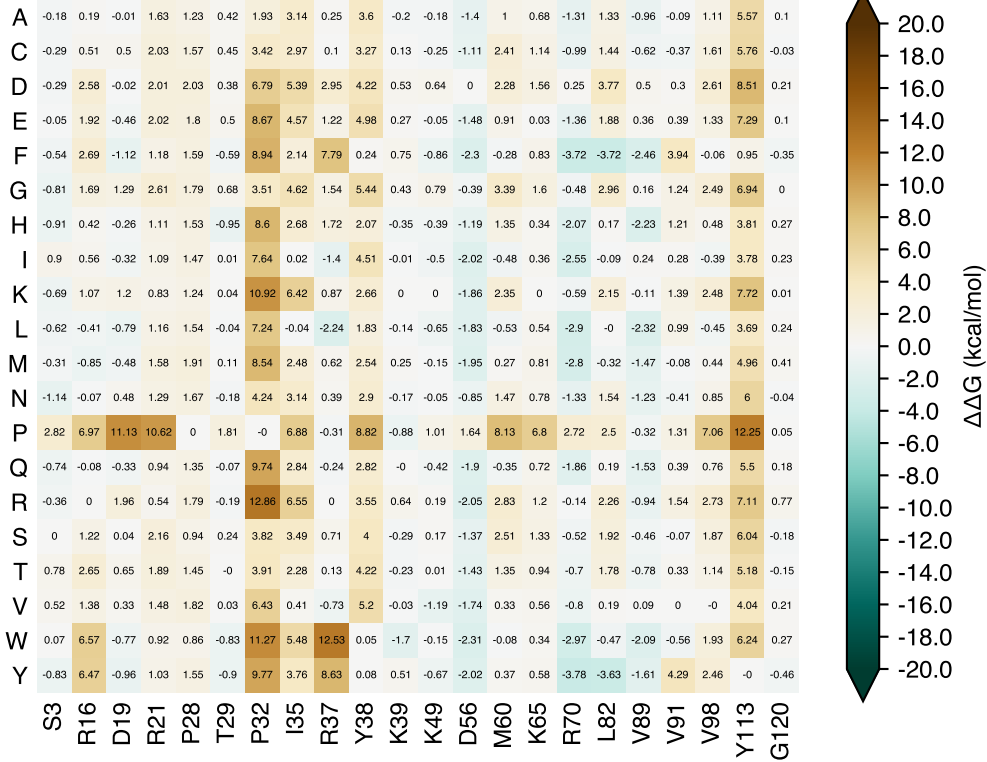 A -0.18 0.19 -0.01 1.63 1.23 0.42 1.93 3.14 0.25 3.6 -0.2 -0.18 -1.4 1 0.68 -1.31 1.33 -0.96 -0.09 1.11 5.57 0.1
C -0.29 0.51 0.5 2.03 1.57 0.45 3.42 2.97 0.1 3.27 0.13 -0.25 -1.11 2.41 1.14 -0.99 1.44 -0.62 -0.37 1.61 5.76 -0.03
D -0.29 2.58 -0.02 2.01 2.03 0.38 6.79 5.39 2.95 4.22 0.53 0.64 0 2.28 1.56 0.25 3.77 0.5 0.3 2.61 8.51 0.21
E -0.05 1.92 -0.46 2.02 1.8 0.5 8.67 4.57 1.22 4.98 0.27 -0.05 -1.48 0.91 0.03 -1.36 1.88 0.36 0.39 1.33 7.29 0.1
F -0.54 2.69 -1.12 1.18 1.59 -0.59 8.94 2.14 7.79 0.24 0.75 -0.86 -2.3 -0.28 0.83 -3.72 -3.72 -2.46 3.94 -0.06 0.95 -0.35
G -0.81 1.69 1.29 2.61 1.79 0.68 3.51 4.62 1.54 5.44 0.43 0.79 -0.39 3.39 1.6 -0.48 2.96 0.16 1.24 2.49 6.94 0
H -0.91 0.42 -0.26 1.11 1.53 -0.95 8.6 2.68 1.72 2.07 -0.35 -0.39 -1.19 1.35 0.34 -2.07 0.17 -2.23 1.21 0.48 3.81 0.27
I 0.9 0.56 -0.32 1.09 1.47 0.01 7.64 0.02 -1.4 4.51 -0.01 -0.5 -2.02 -0.48 0.36 -2.55 -0.09 0.24 0.28 -0.39 3.78 0.23
K -0.69 1.07 1.2 0.83 1.24 0.04 10.92 6.42 0.87 2.66 0 0 -1.86 2.35 0 -0.59 2.15 -0.11 1.39 2.48 7.72 0.01
L -0.62 -0.41 -0.79 1.16 1.54 -0.04 7.24 -0.04 -2.24 1.83 -0.14 -0.65 -1.83 -0.53 0.54 -2.9 -0 -2.32 0.99 -0.45 3.69 0.24
M -0.31 -0.85 -0.48 1.58 1.91 0.11 8.54 2.48 0.62 2.54 0.25 -0.15 -1.95 0.27 0.81 -2.8 -0.32 -1.47 -0.08 0.44 4.96 0.41
N -1.14 -0.07 0.48 1.29 1.67 -0.18 4.24 3.14 0.39 2.9 -0.17 -0.05 -0.85 1.47 0.78 -1.33 1.54 -1.23 -0.41 0.85 6 -0.04
P 2.82 6.97 11.13 10.62 0 1.81 -0 6.88 -0.31 8.82 -0.88 1.01 1.64 8.13 6.8 2.72 2.5 -0.32 1.31 7.06 12.25 0.05
Q -0.74 -0.08 -0.33 0.94 1.35 -0.07 9.74 2.84 -0.24 2.82 -0 -0.42 -1.9 -0.35 0.72 -1.86 0.19 -1.53 0.39 0.76 5.5 0.18
R -0.36 0 1.96 0.54 1.79 -0.19 12.86 6.55 0 3.55 0.64 0.19 -2.05 2.83 1.2 -0.14 2.26 -0.94 1.54 2.73 7.11 0.77
S 0 1.22 0.04 2.16 0.94 0.24 3.82 3.49 0.71 4 -0.29 0.17 -1.37 2.51 1.33 -0.52 1.92 -0.46 -0.07 1.87 6.04 -0.18
T 0.78 2.65 0.65 1.89 1.45 -0 3.91 2.28 0.13 4.22 -0.23 0.01 -1.43 1.35 0.94 -0.7 1.78 -0.78 0.33 1.14 5.18 -0.15
V 0.52 1.38 0.33 1.48 1.82 0.03 6.43 0.41 -0.73 5.2 -0.03 -1.19 -1.74 0.33 0.56 -0.8 0.19 0.09 0 -0 4.04 0.21
W 0.07 6.57 -0.77 0.92 0.86 -0.83 11.27 5.48 12.53 0.05 -1.7 -0.15 -2.31 -0.08 0.34 -2.97 -0.47 -2.09 -0.56 1.93 6.24 0.27
Y -0.83 6.47 -0.96 1.03 1.55 -0.9 9.77 3.76 8.63 0.08 0.51 -0.67 -2.02 0.37 0.58 -3.78 -3.63 -1.61 4.29 2.46 -0 -0.46
S3 R16 D19 R21 P28 T29 P32 I35 R37 Y38 K39 K49 D56 M60 K65 R70 L82 V89 V91 V98 Y113 G120
20.0
18.0
16.0
14.0
12.0
10.0
8.0
6.0
4.0
2.0
0.0
-2.0
-4.0
-6.0
-8.0
-10.0
-12.0
-14.0
-16.0
-18.0
-20.0
ΔΔG (kcal/mol)